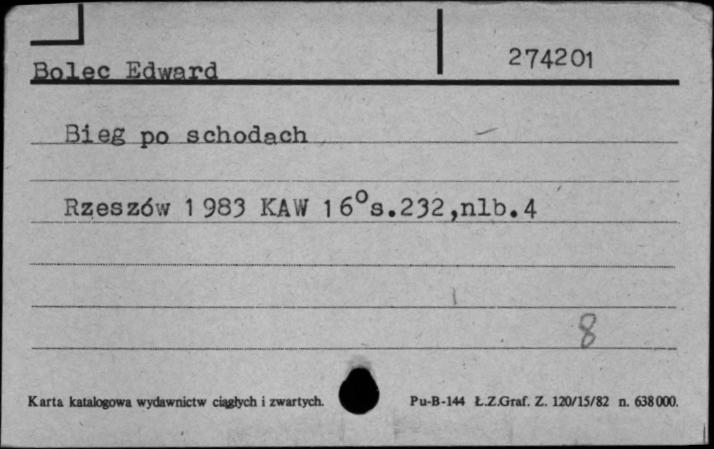 Bolec Edward 274201
Bieg po schodach
Rzeszów 1983 KAW 16°s.232,nlb.4
8
Karta katalogowa wydawnictw ciągłych i zwartych. Pu-B-144 Ł.Z.Graf. Z. 120/15/82 n. 638000.